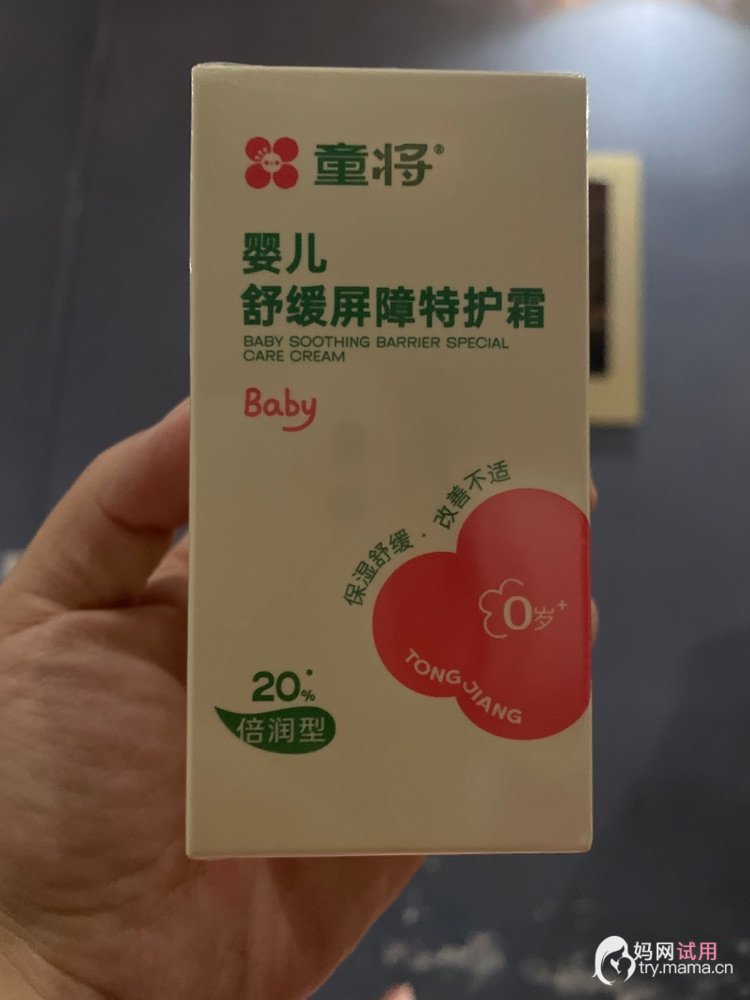 童将®
婴儿
舒缓屏障特护霜
BABY SOOTHING BARRIER SPECIAL
CARE CREAM
Baby
保湿舒缓·改善不适
0岁+
TONG JIANG
20%
倍润型
妈网试用
try.mama.cn